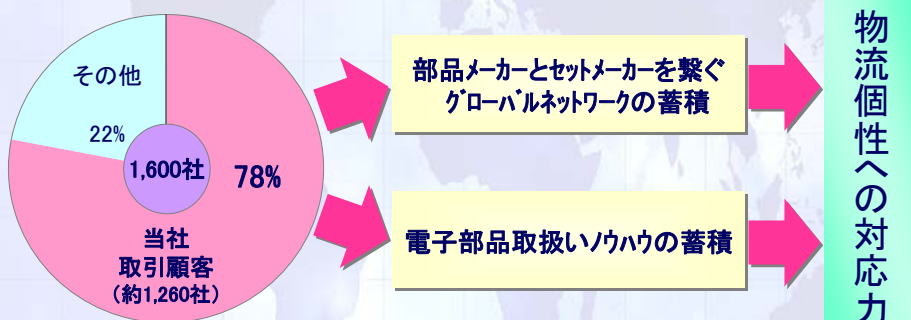 その他
22%
1,600社
78%
当社
取引顧客
（約1,260社）
部品メーカーとセットメーカーを繋ぐ
グローバルネットワークの蓄積
電子部品取扱いノウハウの蓄積
物流個性への対応力